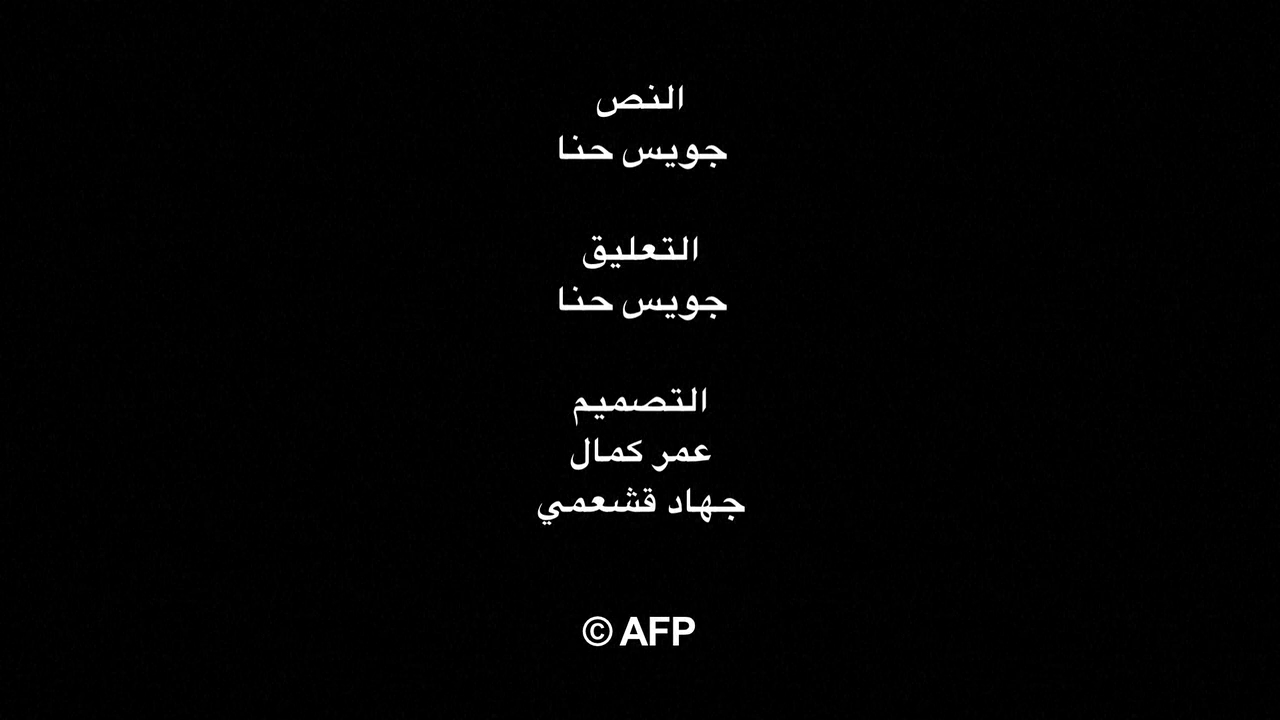 النص
جويس حنا
التعليق
جويس حنا
التصميم
عمر كمال
جهاد قشعمي
© AFP